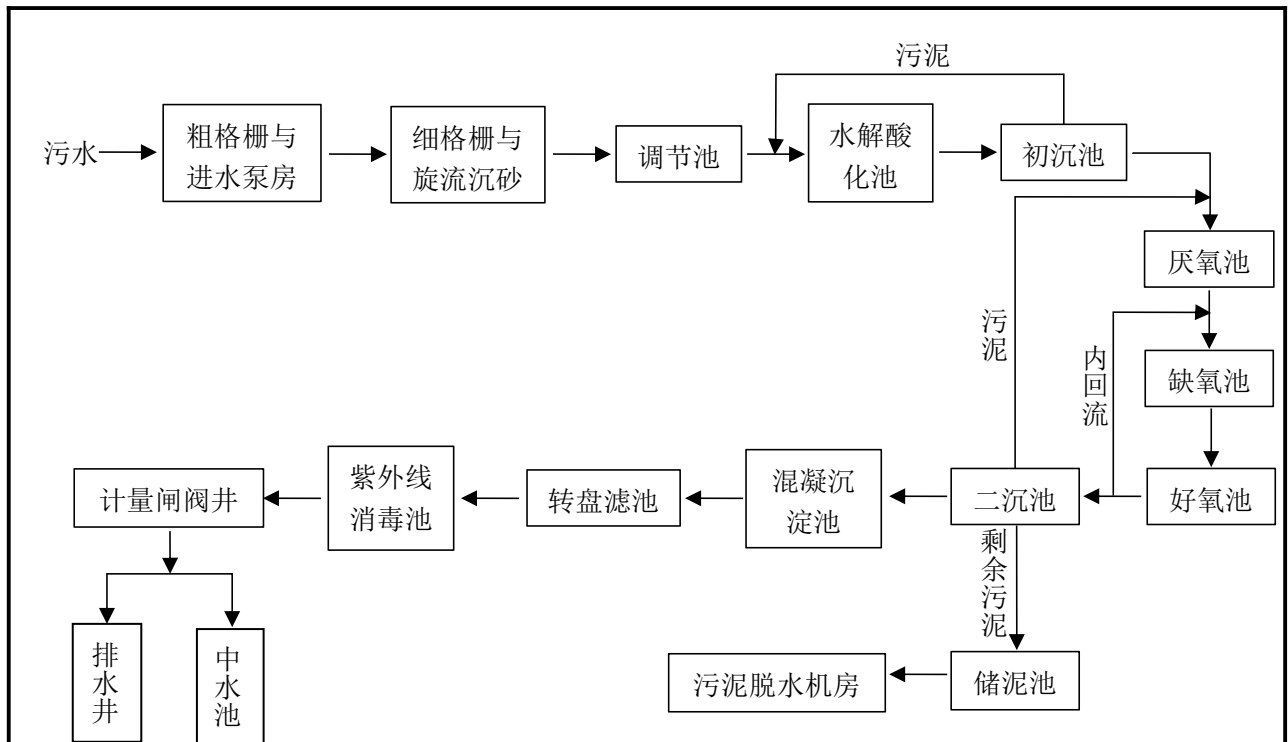 污泥
污水
粗格栅与
进水泵房
细格栅与
旋流沉砂
调节池
水解酸
化池
初沉池
厌氧池
污泥
内回流
缺氧池
计量闸阀井
紫外线
消毒池
转盘滤池
混凝沉
淀池
二沉池
好氧池
剩余污泥
排水井
中水池
污泥脱水机房
储泥池